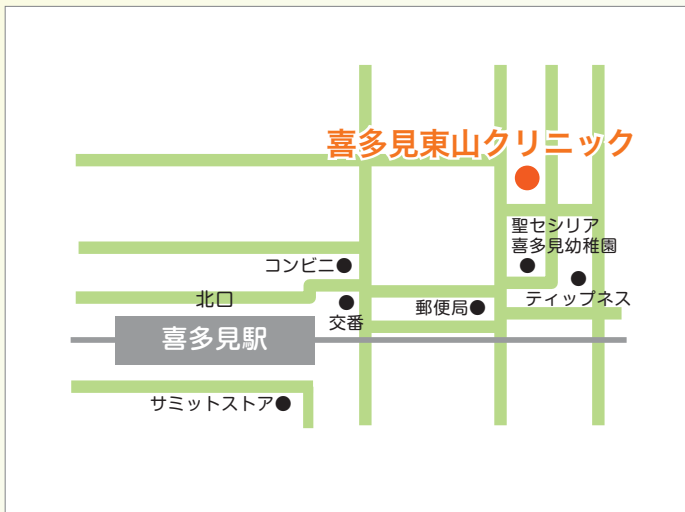 喜多見東山クリニック
聖セシリア
喜多見幼稚園
コンビニ
ティップネス
北口
郵便局
交番
喜多見駅
サミットストア